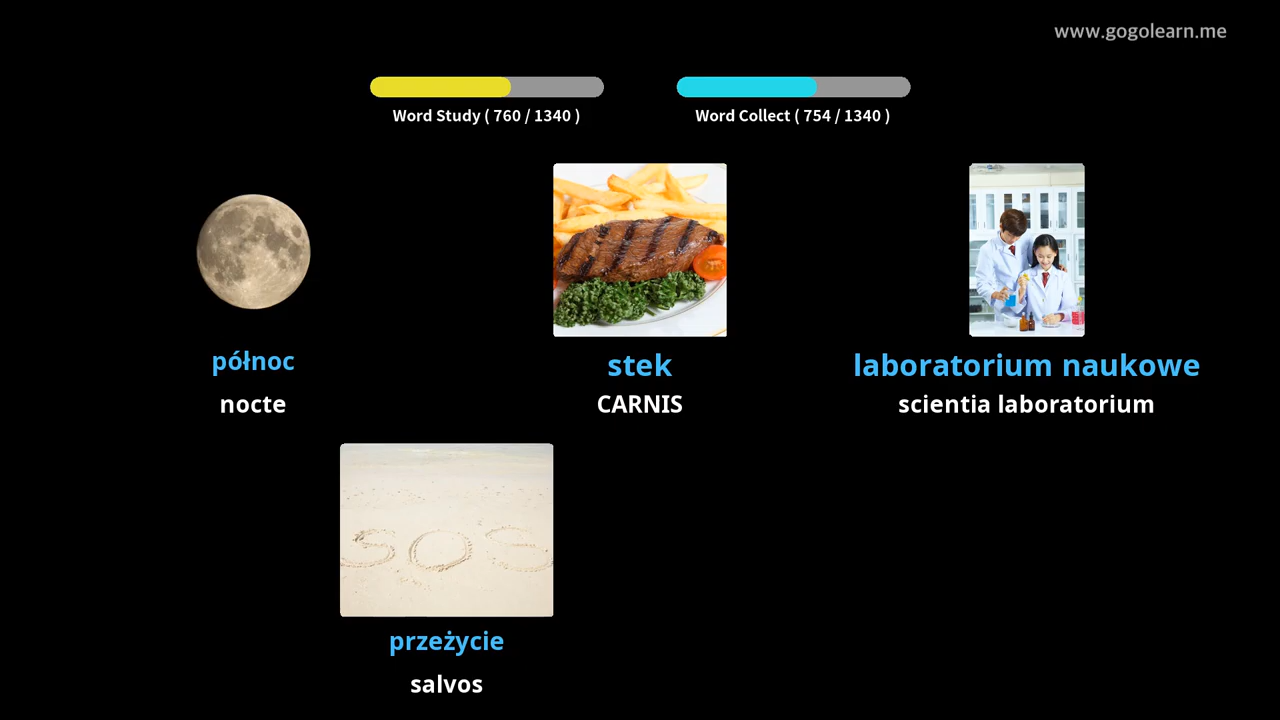 www.gogolearn.me
Word Study ( 760 / 1340 )
Word Collect ( 754 / 1340 )
północ
nocte
stek
CARNIS
laboratorium naukowe
scientia laboratorium
SOS
przeżycie
salvos